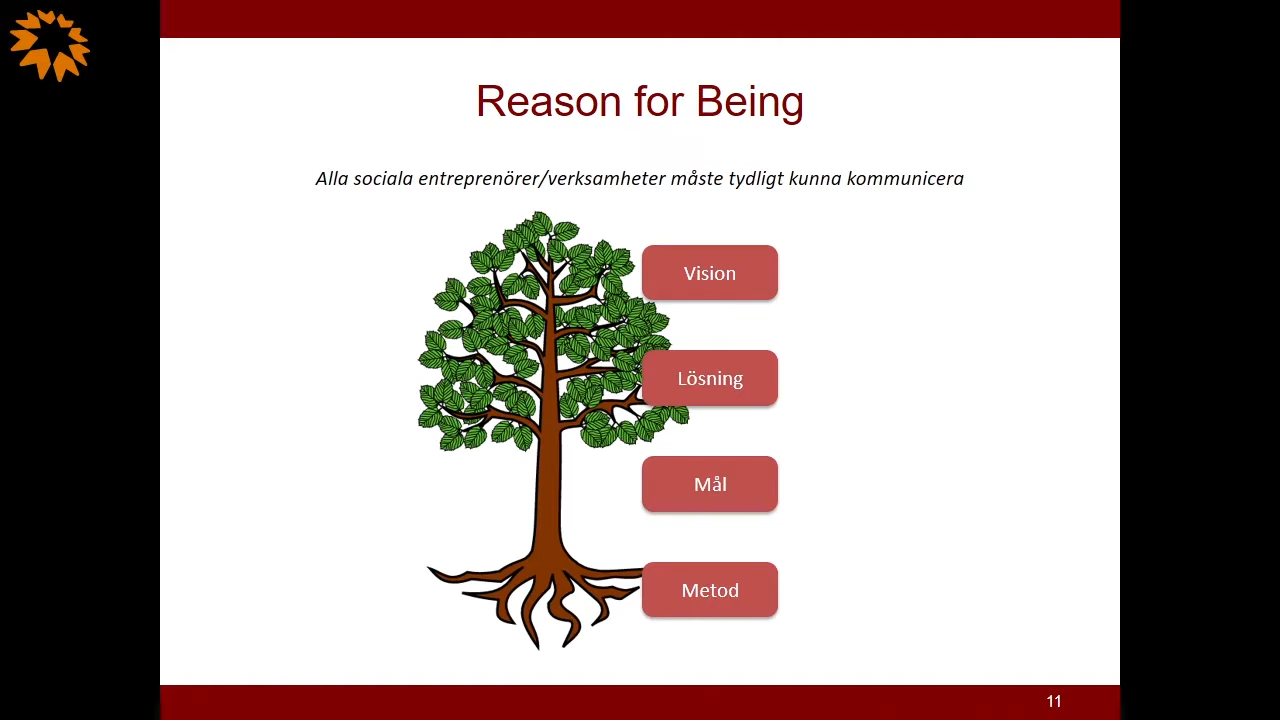 Reason for Being
Alla sociala entreprenörer/verksamheter måste tydligt kunna kommunicera
Vision
Lösning
Mål
Metod
11